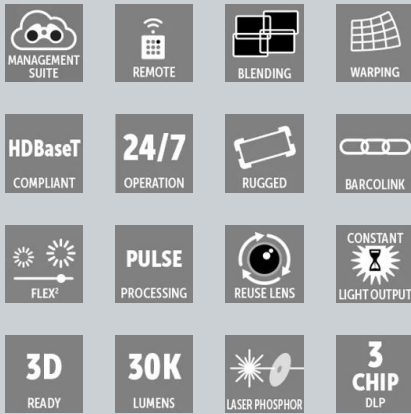 MANAGEMENT
SUITE
REMOTE
BLENDING
WARPING
HDBaseT
COMPLIANT
24/7
OPERATION
RUGGED
BARCOLINK
FLEX²
PULSE
PROCESSING
REUSE LENS
CONSTANT
LIGHT OUTPUT
3D
READY
30K
LUMENS
LASER PHOSPHOR
3
CHIP
DLP